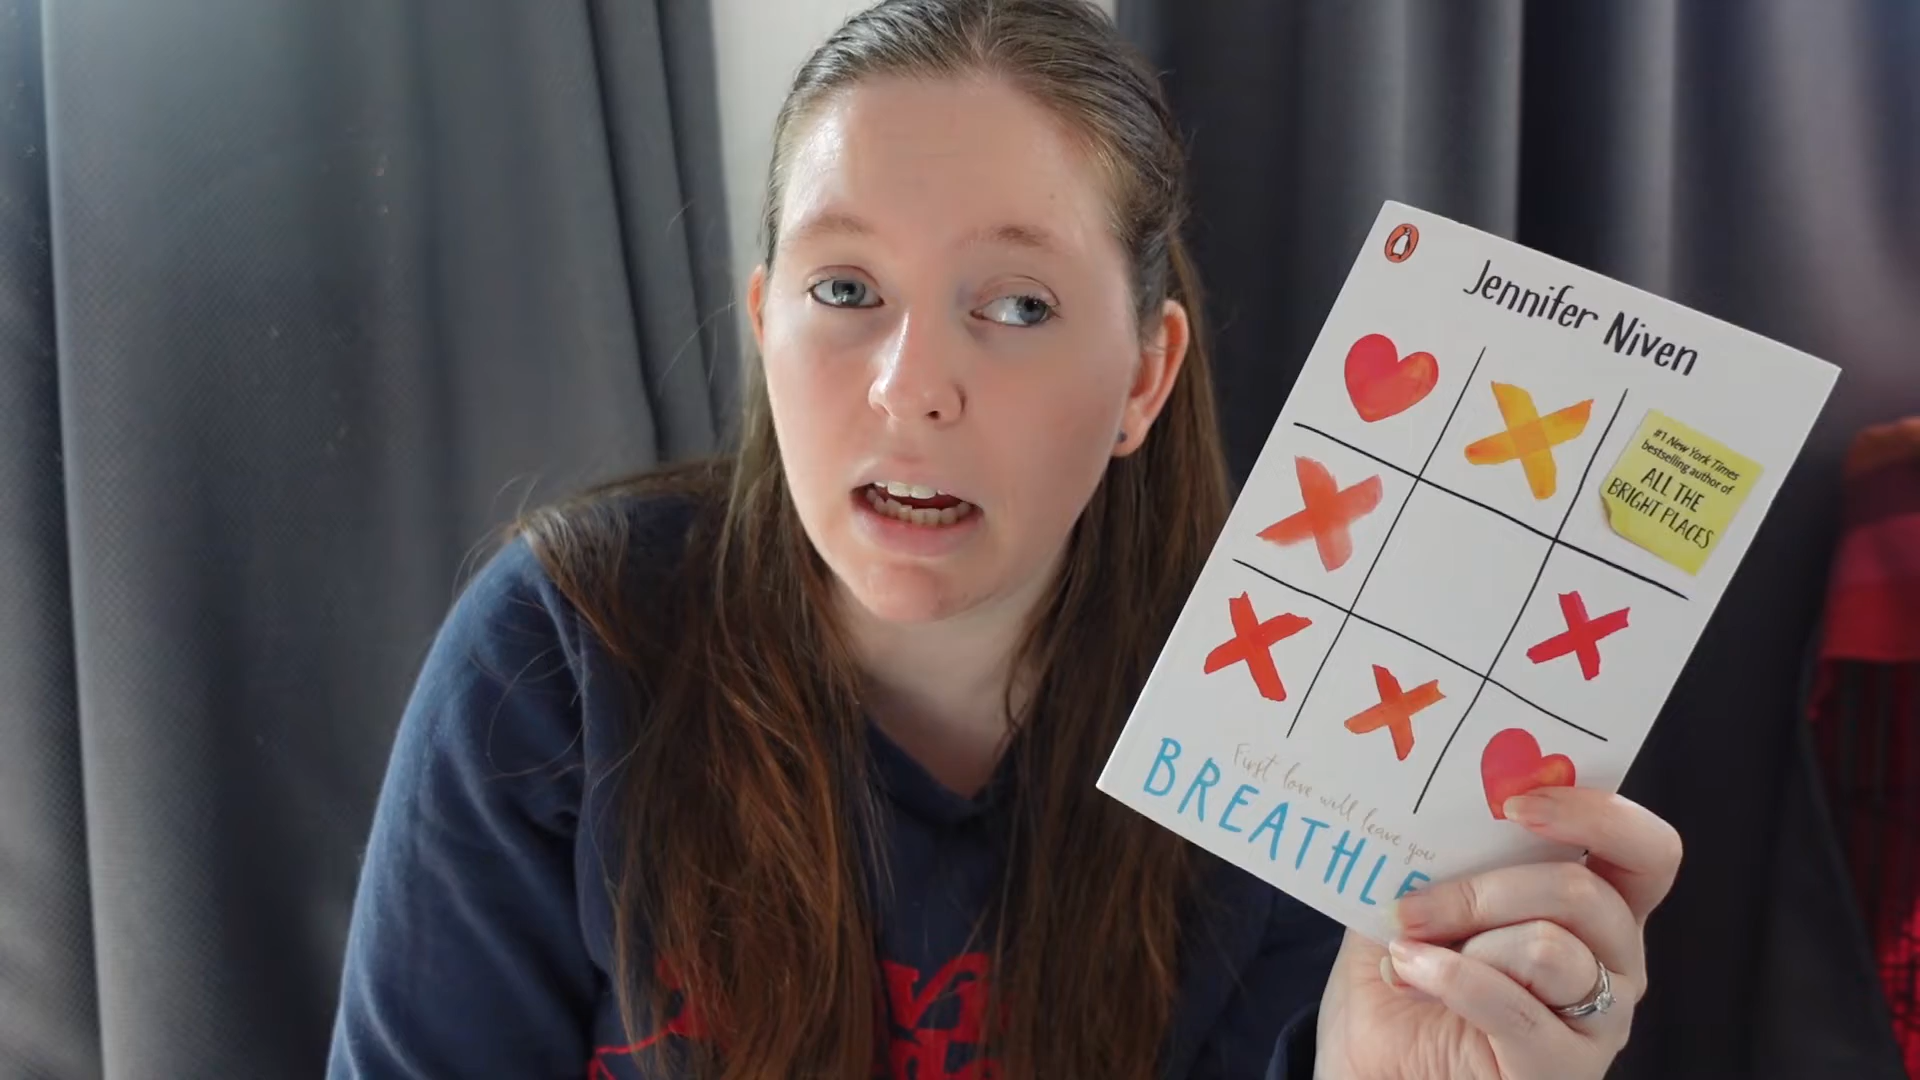 Jennifer Niven
#1 New York Times
bestselling author of
ALL THE
BRIGHT PLACES
First love will leave you
BREATHLE